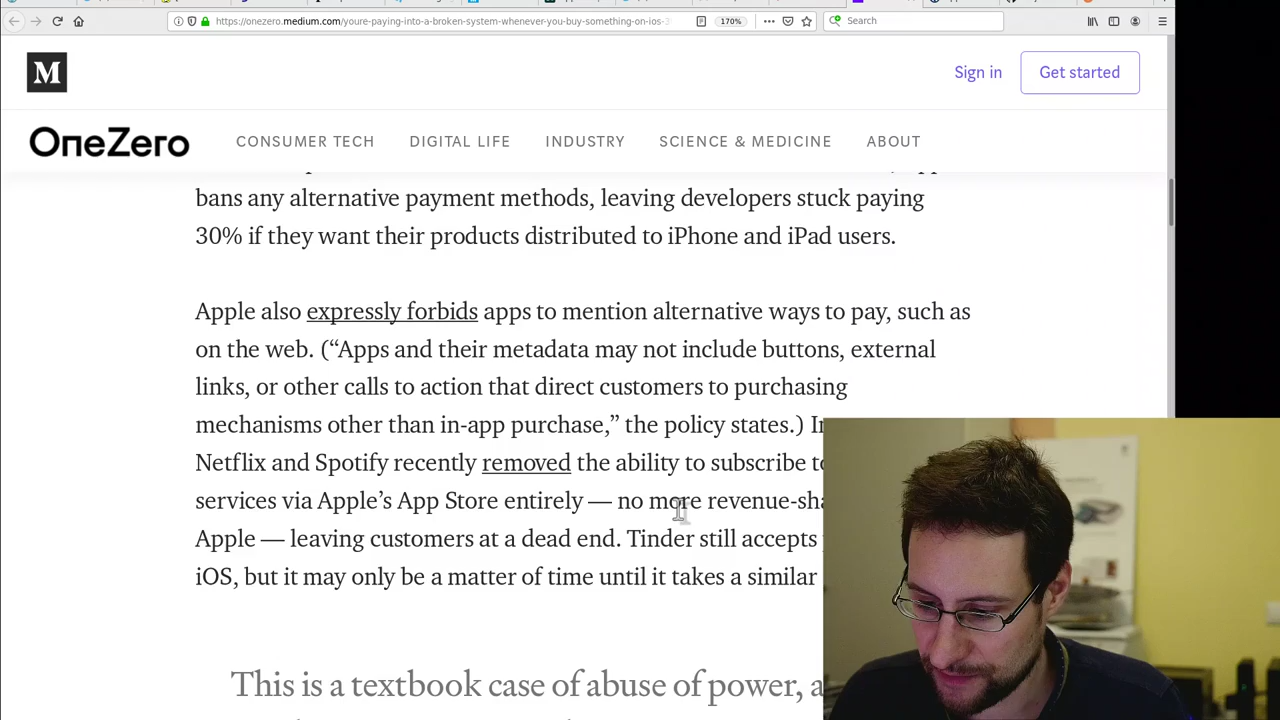 https://onezero.medium.com/youre-paying-into-a-broken-system-whenever-you-buy-something-on-ios-3
170%
Search
M
Sign in
Get started
OneZero
CONSUMER TECH
DIGITAL LIFE
INDUSTRY
SCIENCE & MEDICINE
ABOUT
bans any alternative payment methods, leaving developers stuck paying
30% if they want their products distributed to iPhone and iPad users.
Apple also expressly forbids apps to mention alternative ways to pay, such as
on the web. (“Apps and their metadata may not include buttons, external
links, or other calls to action that direct customers to purchasing
mechanisms other than in-app purchase,” the policy states.)
Netflix and Spotify recently removed the ability to subscribe
services via Apple’s App Store entirely — no more
Apple — leaving customers at a dead end. Tinder still accepts
iOS, but it may only be a matter of time until it takes a similar
This is a textbook case of abuse of power,